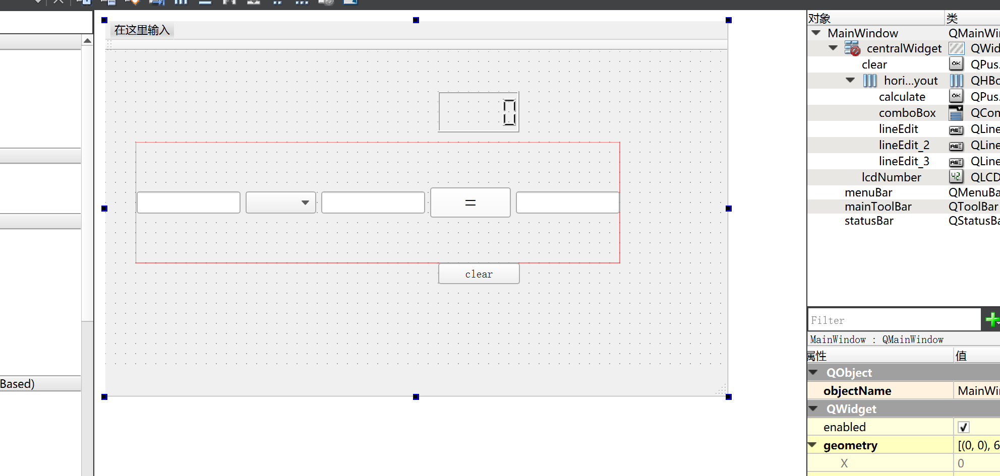 在这里输入
0
=
clear
Based)
对象 类
MainWindow QMainWi
centralWidget QWid
clear QPus.
hori...yout QHBo
calculate QPus.
comboBox QCom
lineEdit QLine
lineEdit_2 QLine
lineEdit_3 QLine
lcdNumber QLCD
menuBar QMenuBa
mainToolBar QToolBar
statusBar QStatusBa
Filter
MainWindow : QMainWindow
属性 值
QObject
objectName MainWi
QWidget
enabled
geometry [(0, 0), 6
X 0